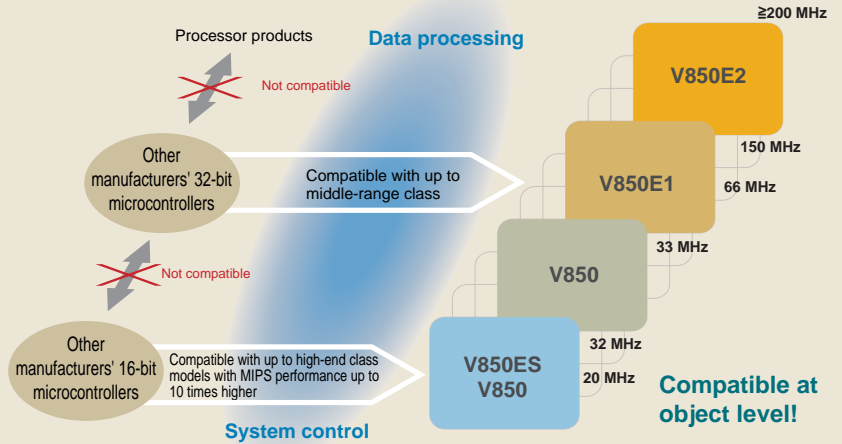 ≧200 MHz
Processor products
Data processing
Not compatible
V850E2
150 MHz
Other
manufacturers' 32-bit
microcontrollers
Compatible with up to
middle-range class
V850E1
66 MHz
33 MHz
Not compatible
V850
Other
manufacturers' 16-bit
microcontrollers
Compatible with up to high-end class
models with MIPS performance up to
10 times higher
V850ES
V850
32 MHz
20 MHz
Compatible at
object level!
System control